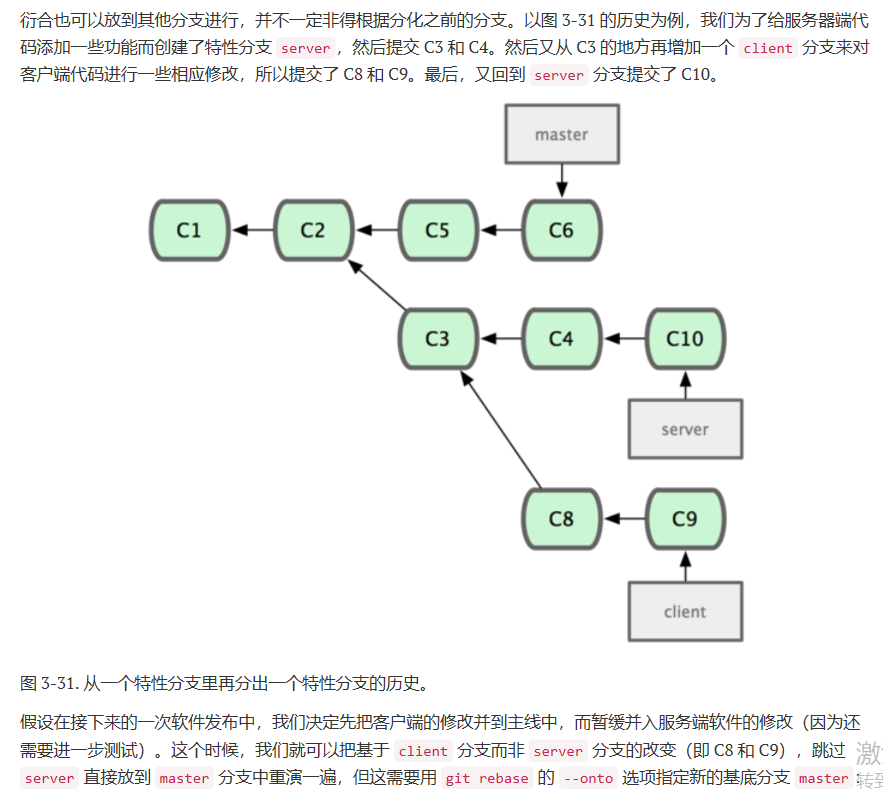 衍合也可以放到其他分支进行，并不一定非得根据分化之前的分支。以图 3-31 的历史为例，我们为了给服务器端代
码添加一些功能而创建了特性分支 server ，然后提交 C3 和 C4。然后又从 C3 的地方再增加一个 client 分支来对
客户端代码进行一些相应修改，所以提交了 C8 和 C9。最后，又回到 server 分支提交了 C10。
master
C1
C2
C5
C6
C3
C4
C10
server
C8
C9
client
图 3-31. 从一个特性分支里再分出一个特性分支的历史。
假设在接下来的一次软件发布中，我们决定先把客户端的修改并到主线中，而暂缓并入服务端软件的修改（因为还
需要进一步测试）。这个时候，我们就可以把基于 client 分支而非 server 分支的改变（即 C8 和 C9），跳过
server 直接放到 master 分支中重演一遍，但这需要用 git rebase 的 --onto 选项指定新的基底分支 master ：
激
转到